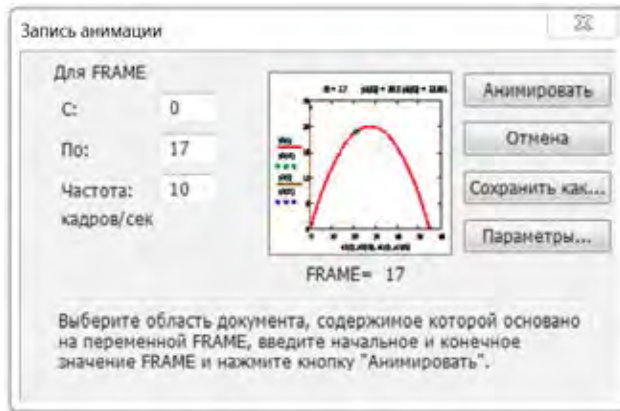 Запись анимации
Для FRAME
С: 0
По: 17
Частота: 10
кадров/сек
FRAME= 17
Анимировать
Отмена
Сохранить как...
Параметры...
Выберите область документа, содержимое которой основано
на переменной FRAME, введите начальное и конечное
значение FRAME и нажмите кнопку "Анимировать".